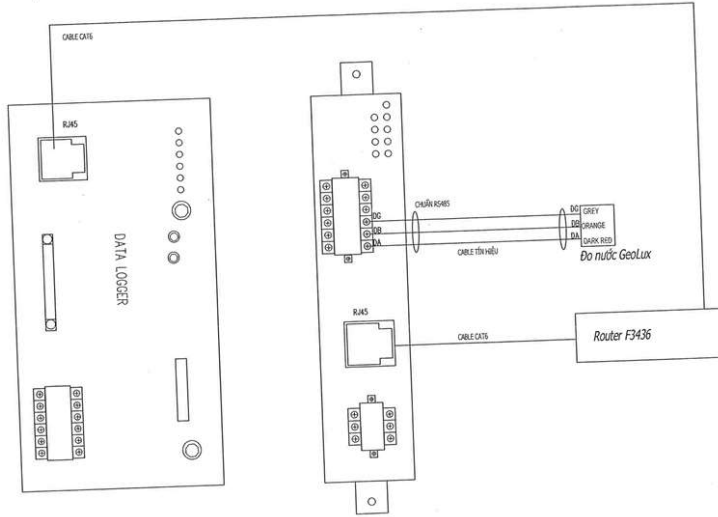 CABLE CAT6
RJ45
DATA LOGGER
CHUẨN RS485
DG
DB
DA
DG
DB
DA
GREY
ORANGE
DARK RED
CABLE TÍN HIỆU
Đo nước GeoLux
RJ45
CABLE CAT6
Router F3436